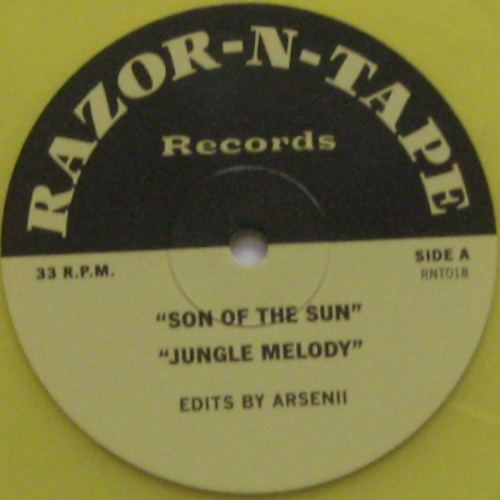 RAZOR-N-TAPE
Records
33 R.P.M.
SIDE A
RNT018
"SON OF THE SUN"
"JUNGLE MELODY"
EDITS BY ARSENII